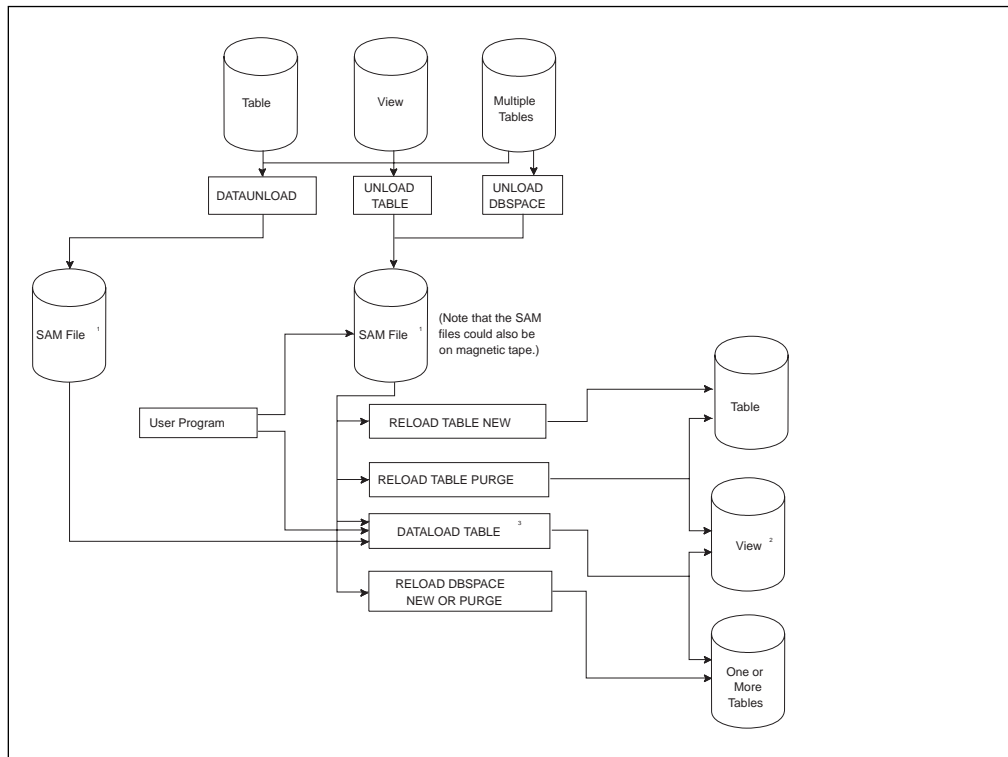 Table
View
Multiple
Tables
DATAUNLOAD
UNLOAD
TABLE
UNLOAD
DBSPACE
SAM File 1
SAM File 1
(Note that the SAM
files could also be
on magnetic tape.)
User Program
RELOAD TABLE NEW
Table
RELOAD TABLE PURGE
DATALOAD TABLE 3
View 2
RELOAD DBSPACE
NEW OR PURGE
One or
More
Tables